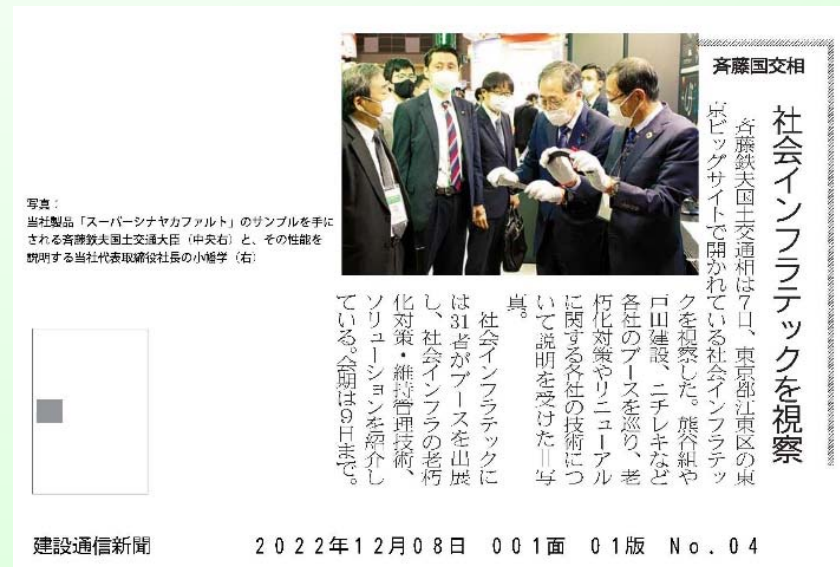 斉藤国交相
社会インフラテックを視察
斉藤鉄夫国土交通相は7日、東京都江東区の東
京ビッグサイトで開かれている社会インフラテッ
クを視察した。熊谷組や
戸田建設、ニチレキなど
各社のブースを巡り、老
朽化対策やリニューアル
に関する各社の技術につ
いて説明を受けた＝写
真。
社会インフラテックに
は31者がブースを出展
し、社会インフラの老朽
化対策・維持管理技術、
ソリューションを紹介し
ている。会期は9日まで。
写真：
当社製品「スーパーシナヤカファルト」のサンプルを手に
される斉藤鉄夫国土交通大臣（中央右）と、その性能を
説明する当社代表取締役社長の小幡学（右）
建設通信新聞
2022年12月08日 001面 01版 No.04